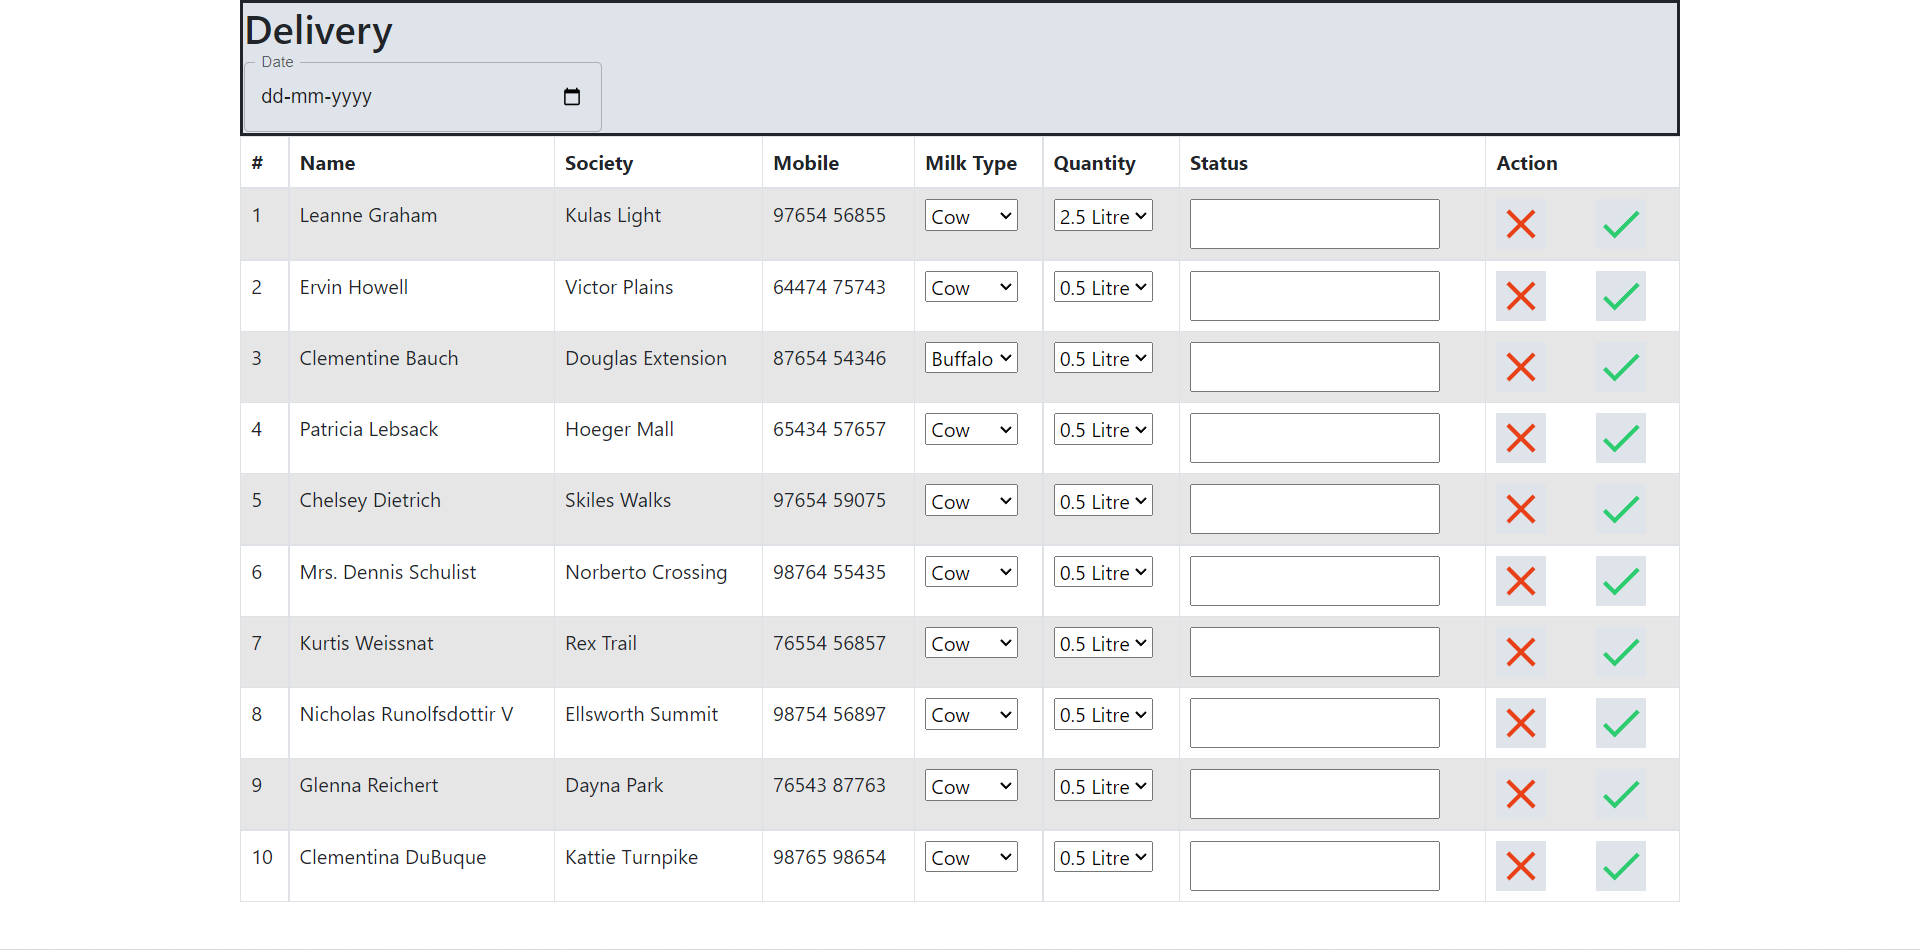 Delivery
Date
dd-mm-yyyy
# Name Society Mobile Milk Type Quantity Status Action
1 Leanne Graham Kulas Light 97654 56855 Cow 2.5 Litre
2 Ervin Howell Victor Plains 64474 75743 Cow 0.5 Litre
3 Clementine Bauch Douglas Extension 87654 54346 Buffalo 0.5 Litre
4 Patricia Lebsack Hoeger Mall 65434 57657 Cow 0.5 Litre
5 Chelsey Dietrich Skiles Walks 97654 59075 Cow 0.5 Litre
6 Mrs. Dennis Schulist Norberto Crossing 98764 55435 Cow 0.5 Litre
7 Kurtis Weissnat Rex Trail 76554 56857 Cow 0.5 Litre
8 Nicholas Runolfsdottir V Ellsworth Summit 98754 56897 Cow 0.5 Litre
9 Glenna Reichert Dayna Park 76543 87763 Cow 0.5 Litre
10 Clementina DuBuque Kattie Turnpike 98765 98654 Cow 0.5 Litre